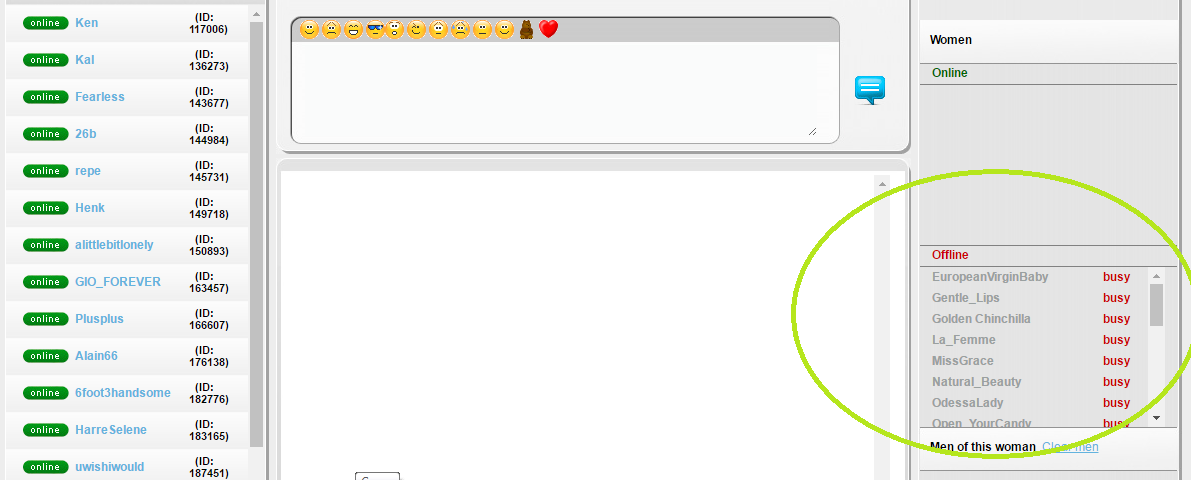 online Ken (ID: 117006)
online Kal (ID: 136273)
online Fearless (ID: 143677)
online 26b (ID: 144984)
online repe (ID: 145731)
online Henk (ID: 149718)
online alittlebitlonely (ID: 150893)
online GIO_FOREVER (ID: 163457)
online Plusplus (ID: 166607)
online Alain66 (ID: 176138)
online 6foot3handsome (ID: 182776)
online HarreSelene (ID: 183165)
online uwishiwould (ID: 187451)
Women
Online
Offline
EuropeanVirginBaby busy
Gentle_Lips busy
Golden Chinchilla busy
La_Femme busy
MissGrace busy
Natural_Beauty busy
OdessaLady busy
Open_YourCandy busy
Men of this woman Clear men